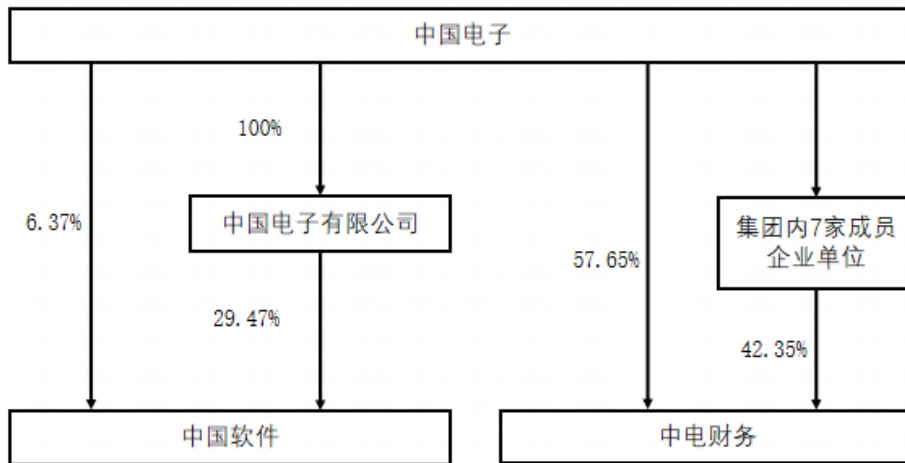 中国电子
100%
6.37%
中国电子有限公司
集团内7家成员
企业单位
57.65%
29.47%
42.35%
中国软件
中电财务